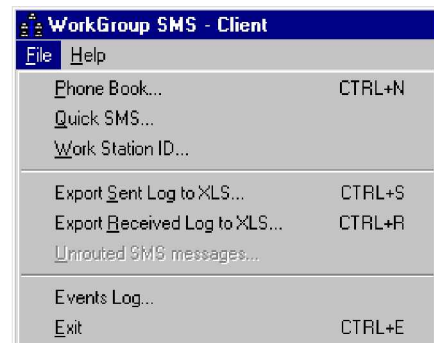 WorkGroup SMS - Client
File Help
Phone Book... CTRL+N
Quick SMS...
Work Station ID...
Export Sent Log to XLS... CTRL+S
Export Received Log to XLS... CTRL+R
Unrouted SMS messages...
Events Log...
Exit CTRL+E